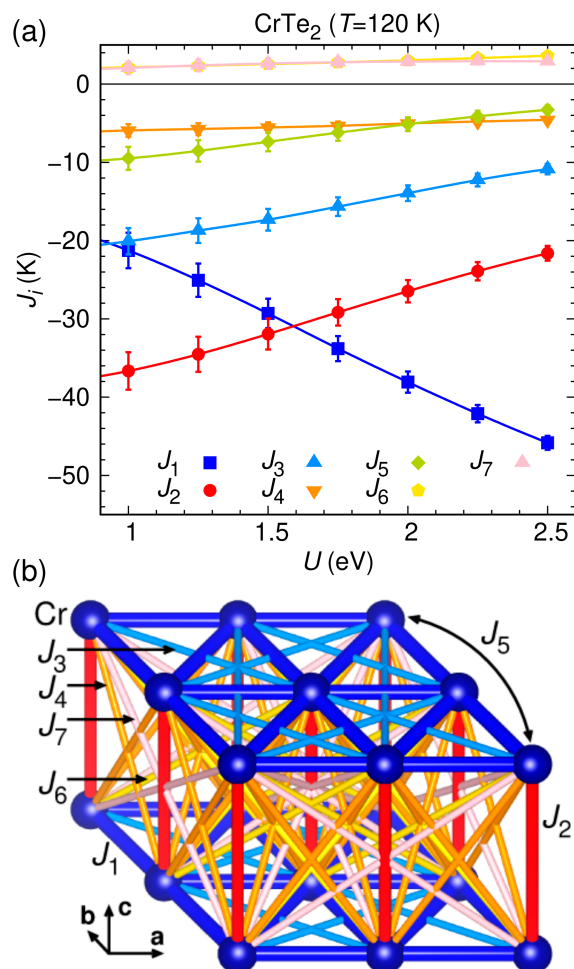 (a) CrTe₂ (T=120 K)
0
−10
−20
−30
−40
−50
J_i (K)
J₁ J₃ J₅ J₇
J₂ J₄ J₆
1 1.5 2 2.5
U (eV)
(b)
Cr
J₃
J₄
J₇
J₆
J₁
J₅
J₂
b c a